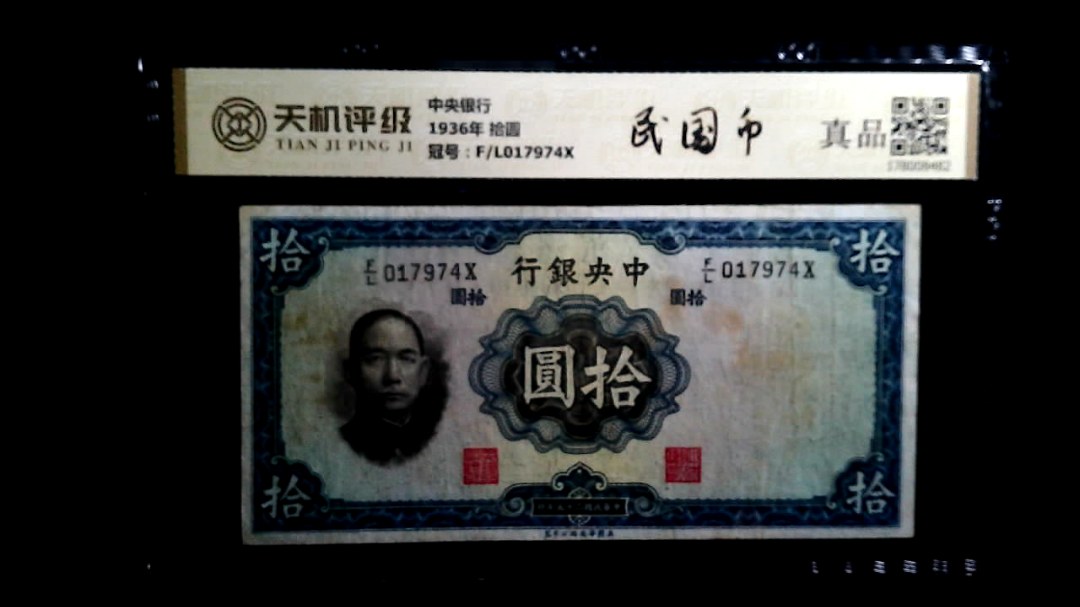 天机评级
TIAN JI PING JI
中央银行
1936年 拾圆
冠号：F/L017974X
民国币
真品
拾
拾
F/L 017974X
行銀央中
F/L 017974X
圓拾
圓拾
圓拾
拾
拾